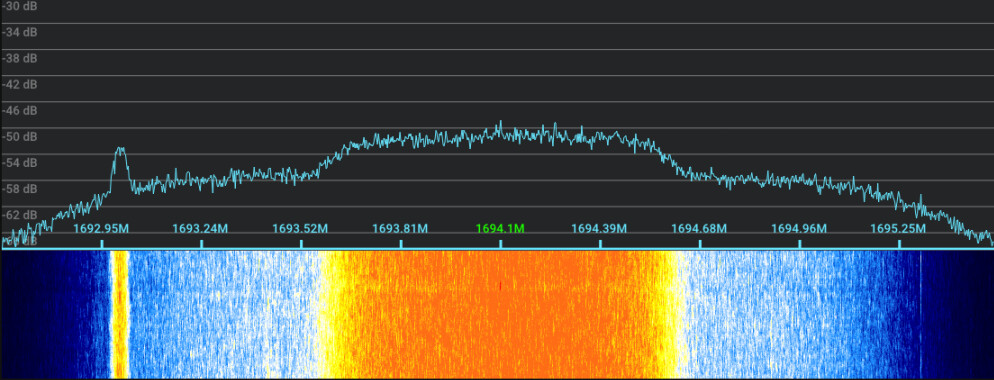 -30 dB
-34 dB
-38 dB
-42 dB
-46 dB
-50 dB
-54 dB
-58 dB
-62 dB
1692.95M 1693.24M 1693.52M 1693.81M 1694.1M 1694.39M 1694.68M 1694.96M 1695.25M